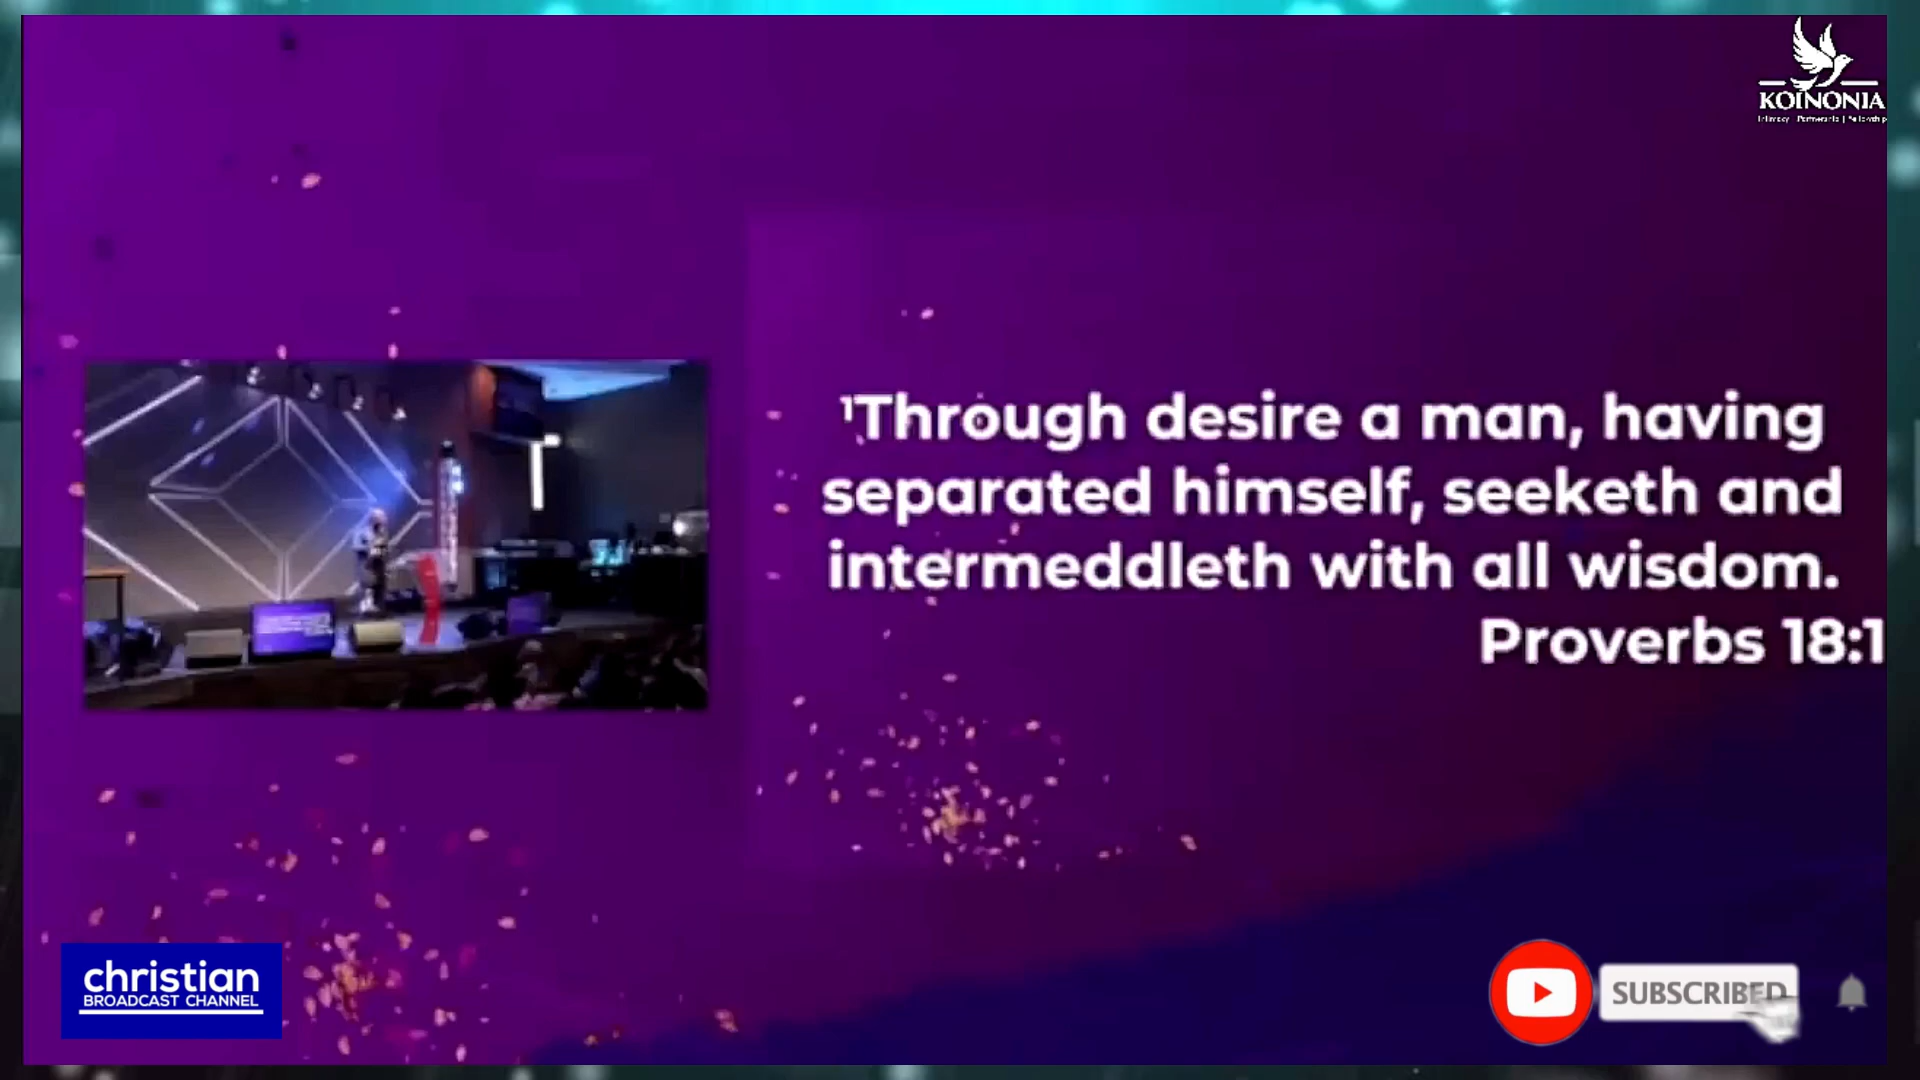 KOINONIA
¹Through desire a man, having
separated himself, seeketh and
intermeddleth with all wisdom.
Proverbs 18:1
christian
BROADCAST CHANNEL
SUBSCRIBED